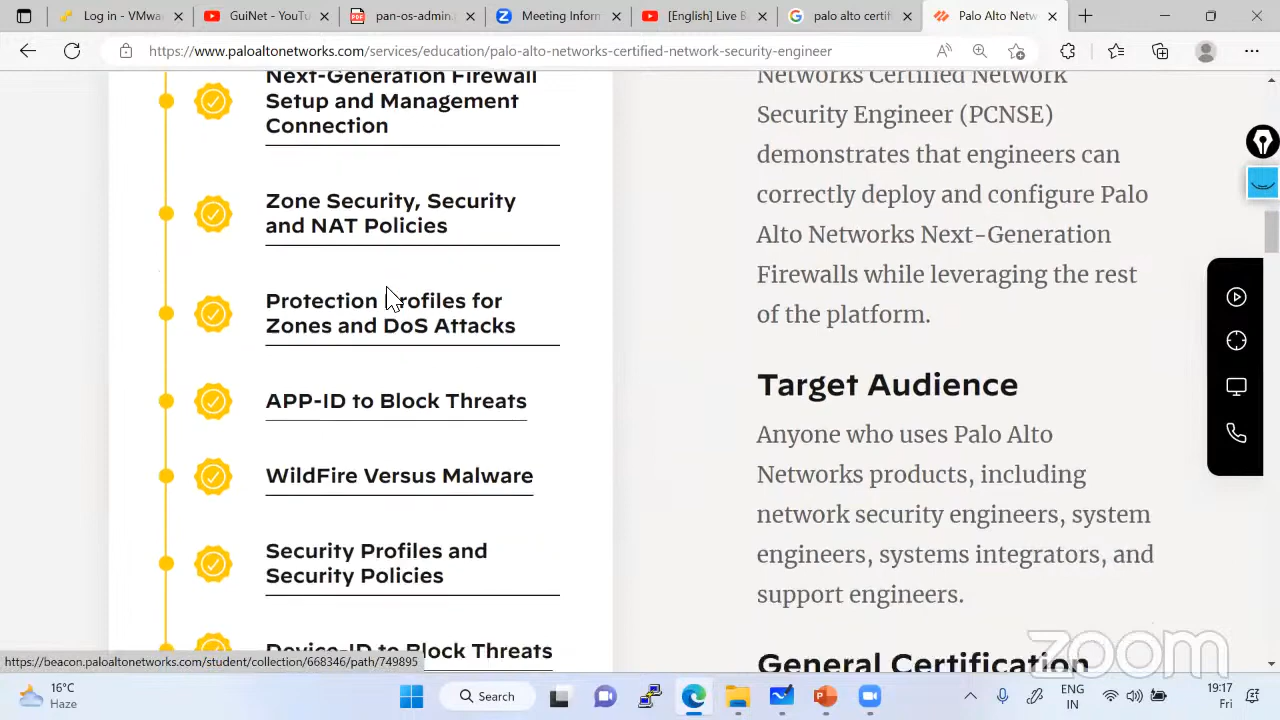 Log in - VMwa
GuiNet - YouTu
PDF
pan-os-admin
Meeting Inform
[English] Live B
palo alto certif
Palo Alto Netw
https://www.paloaltonetworks.com/services/education/palo-alto-networks-certified-network-security-engineer
Next-Generation Firewall
Setup and Management
Connection
Zone Security, Security
and NAT Policies
Protection Profiles for
Zones and DoS Attacks
APP-ID to Block Threats
WildFire Versus Malware
Security Profiles and
Security Policies
Device-ID to Block Threats
Networks Certified Network
Security Engineer (PCNSE)
demonstrates that engineers can
correctly deploy and configure Palo
Alto Networks Next-Generation
Firewalls while leveraging the rest
of the platform.
Target Audience
Anyone who uses Palo Alto
Networks products, including
network security engineers, system
engineers, systems integrators, and
support engineers.
General Certification
zoom
https://beacon.paloaltonetworks.com/student/collection/668346/path/749895
16°C
Haze
Search
ENG
IN
19:17
Fri